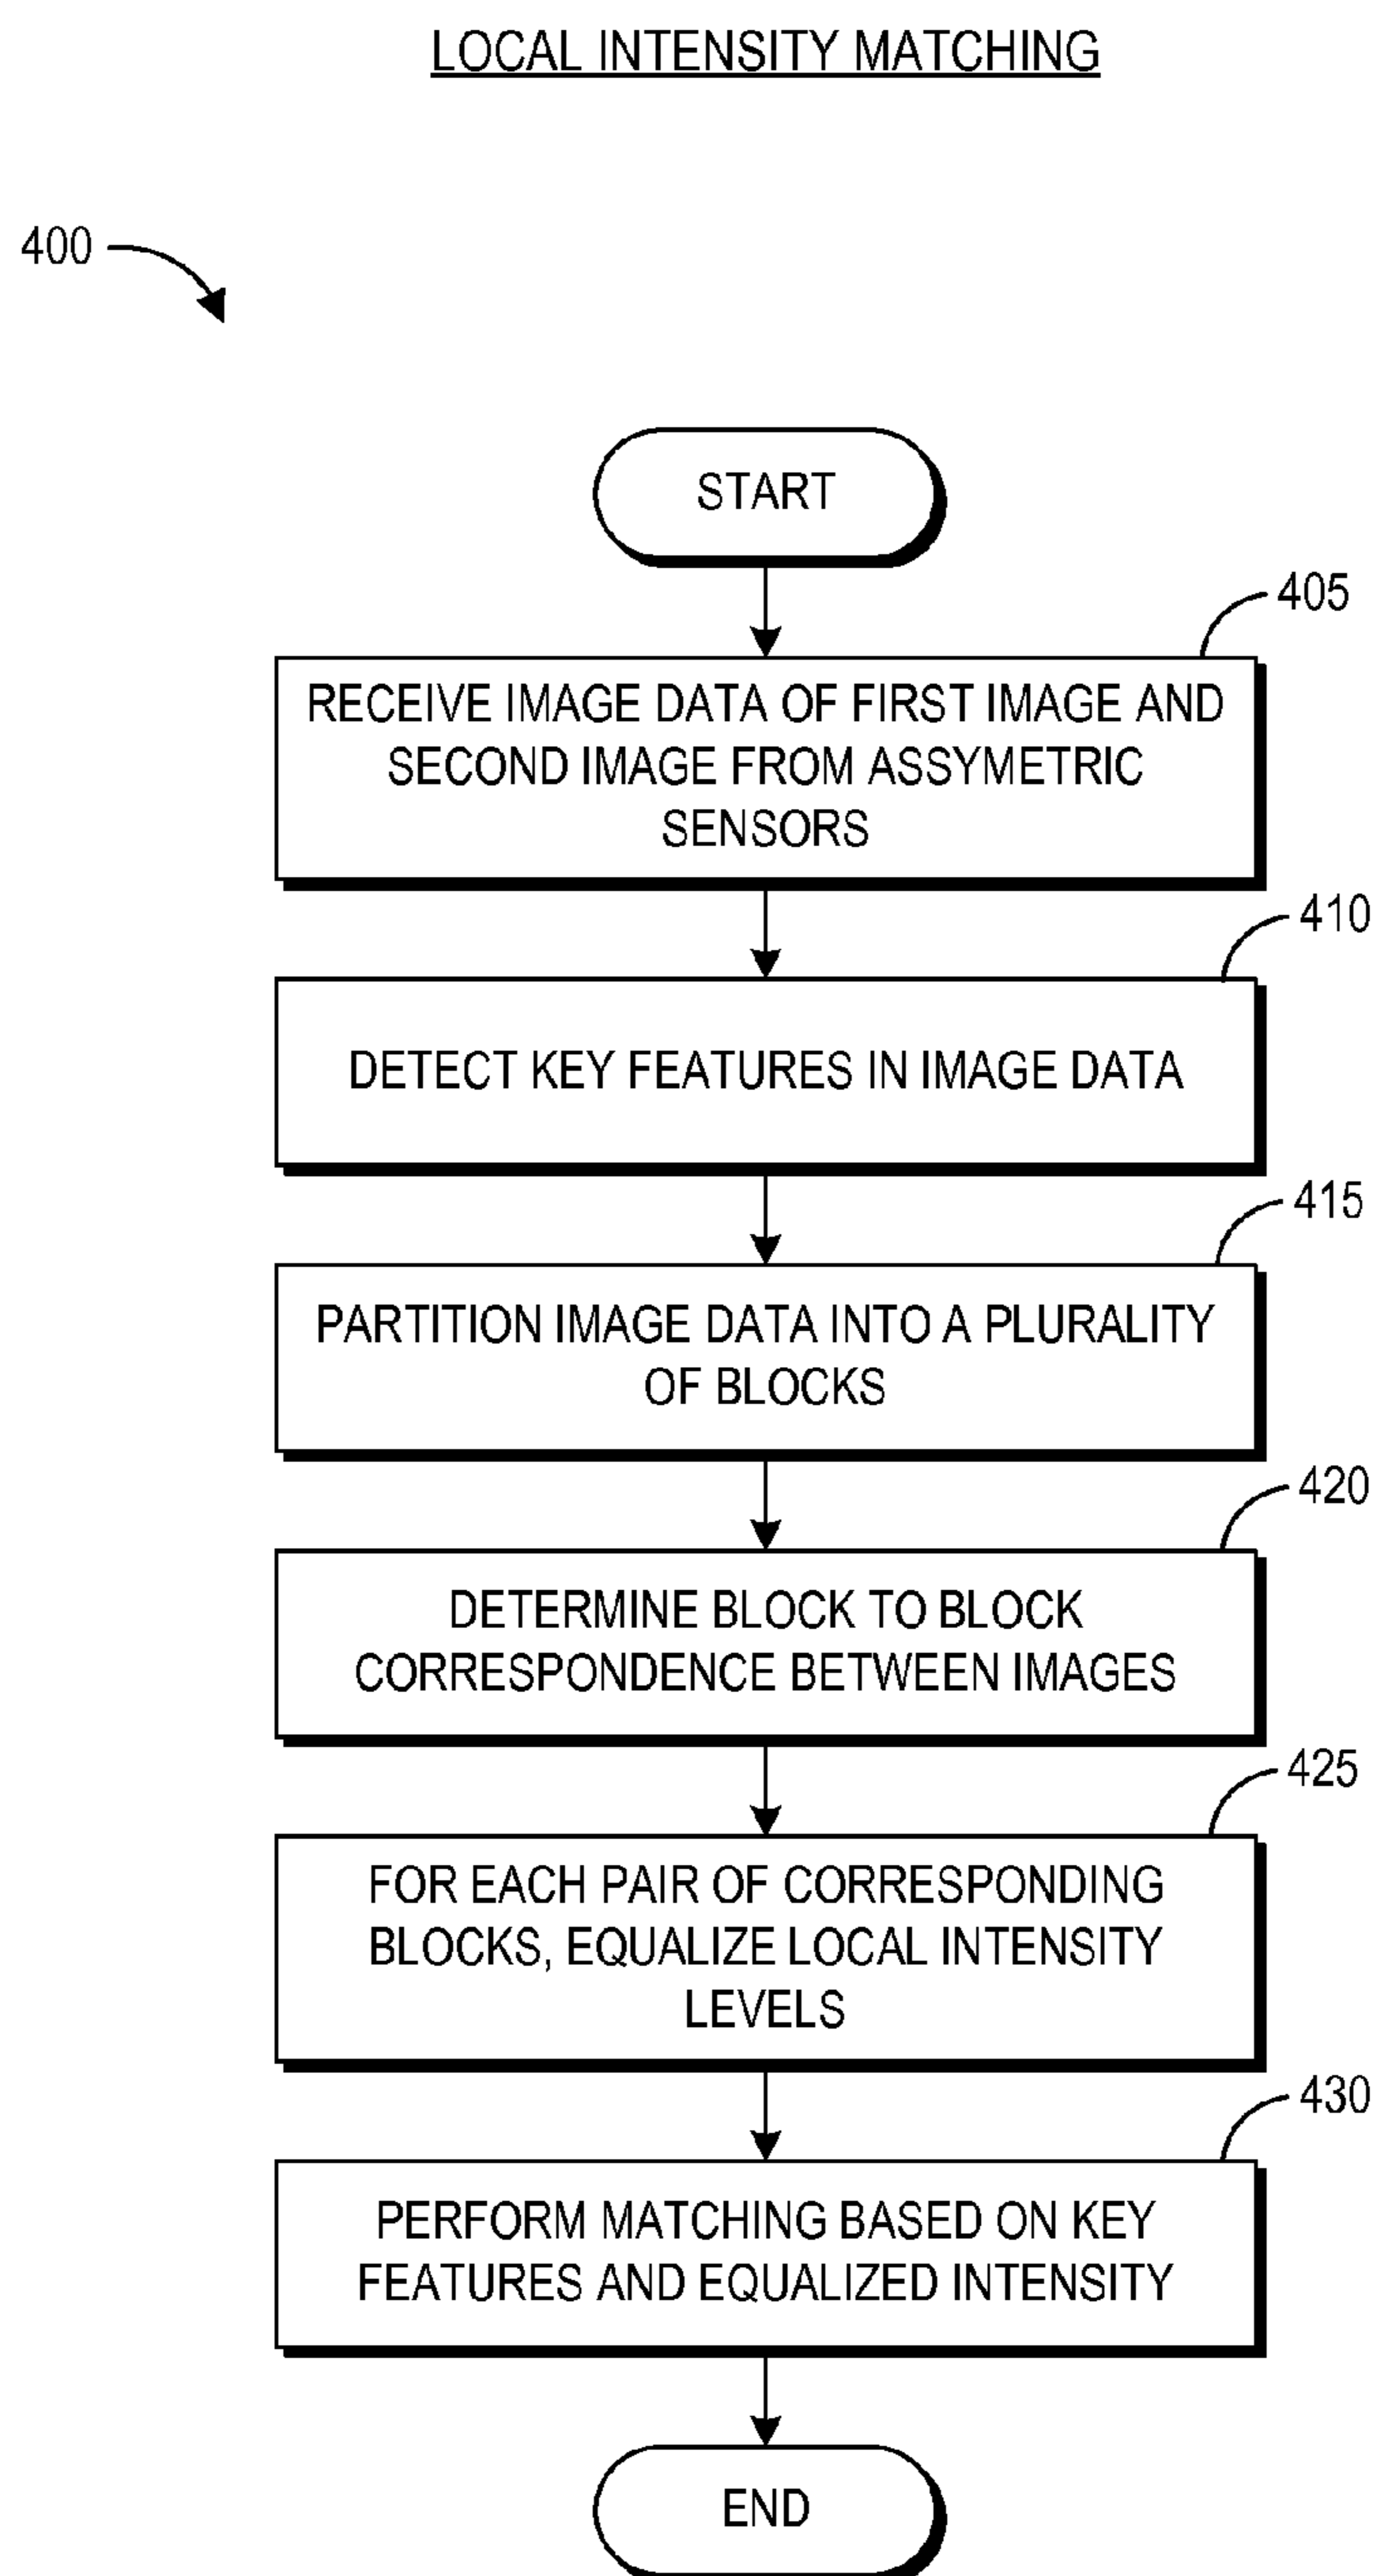 LOCAL INTENSITY MATCHING
400
START
405
RECEIVE IMAGE DATA OF FIRST IMAGE AND
SECOND IMAGE FROM ASSYMETRIC
SENSORS
410
DETECT KEY FEATURES IN IMAGE DATA
415
PARTITION IMAGE DATA INTO A PLURALITY
OF BLOCKS
420
DETERMINE BLOCK TO BLOCK
CORRESPONDENCE BETWEEN IMAGES
425
FOR EACH PAIR OF CORRESPONDING
BLOCKS, EQUALIZE LOCAL INTENSITY
LEVELS
430
PERFORM MATCHING BASED ON KEY
FEATURES AND EQUALIZED INTENSITY
END